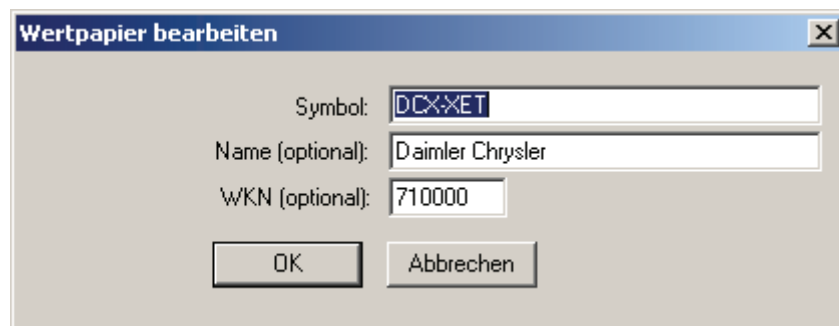 Wertpapier bearbeiten
Symbol: DCX-XET
Name (optional): Daimler Chrysler
WKN (optional): 710000
OK Abbrechen